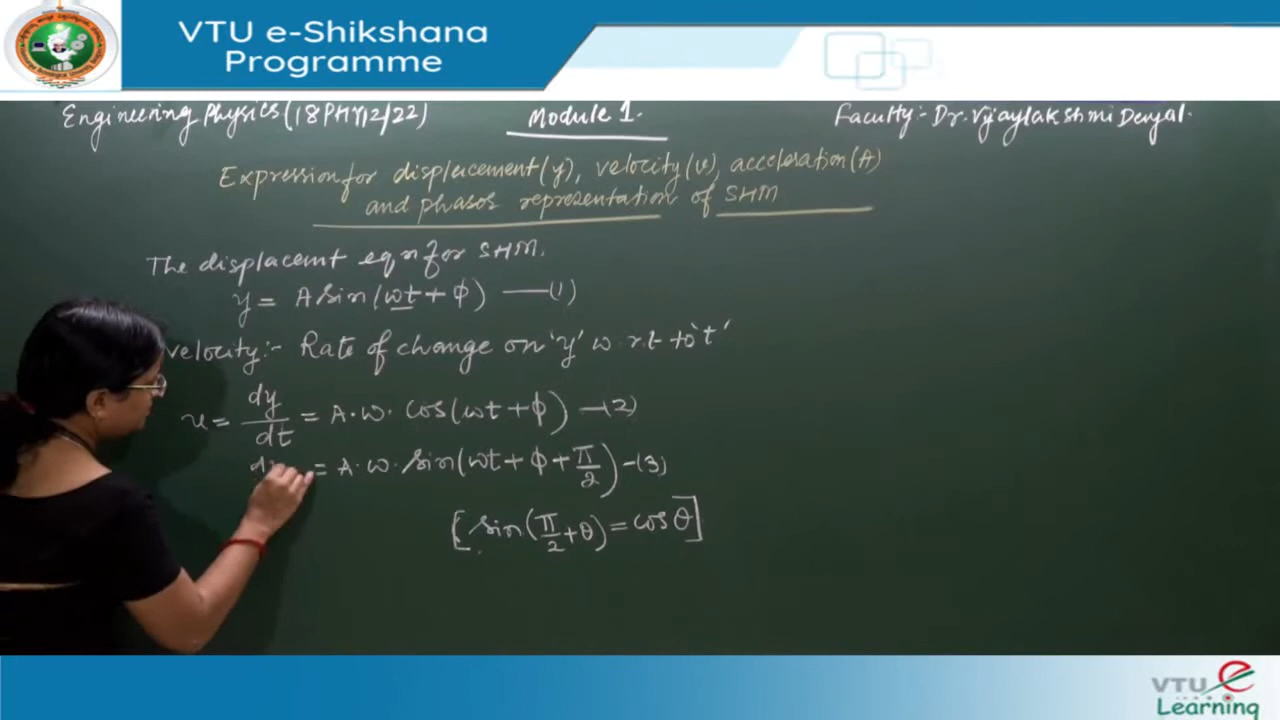 VTU e-Shikshana
Programme
Engineering Physics (18PHY12/22)
Module 1.
Faculty:- Dr. Vijaylakshmi Dengal.
Expression for displacement (y), velocity (v), acceleration (A)
and phasor representation of SHM
The displacemt eqn for SHM.
y = A sin (ωt + φ) —(1)
velocity:- Rate of change on 'y' w.r.t to 't'
v = dy/dt = A·ω· cos(ωt + φ) —(2)
= A·ω· sin(ωt + φ + π/2) —(3)
[sin(π/2 + θ) = cos θ]
VTU
Learning